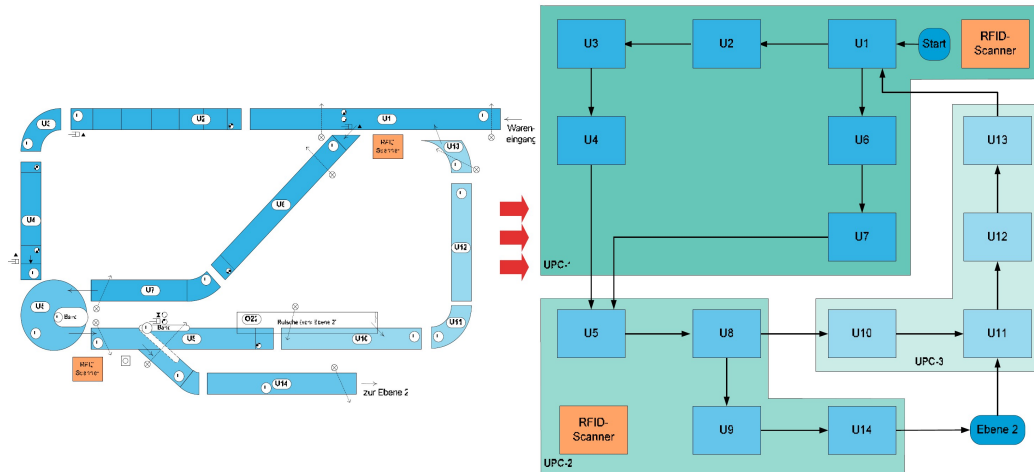 U3
U2
U1
Waren-
eingang
RFID
Scanner
U13
U4
U6
U12
U7
U5
Band
O22
Rutsche (von Ebene 2)
Band
U10
U11
RFID
Scanner
U14
zur Ebene 2
U3
U2
U1
Start
RFID-
Scanner
U4
U6
U13
U7
U12
UPC-1
U5
U8
U10
U11
UPC-3
RFID-
Scanner
U9
U14
Ebene 2
UPC-2